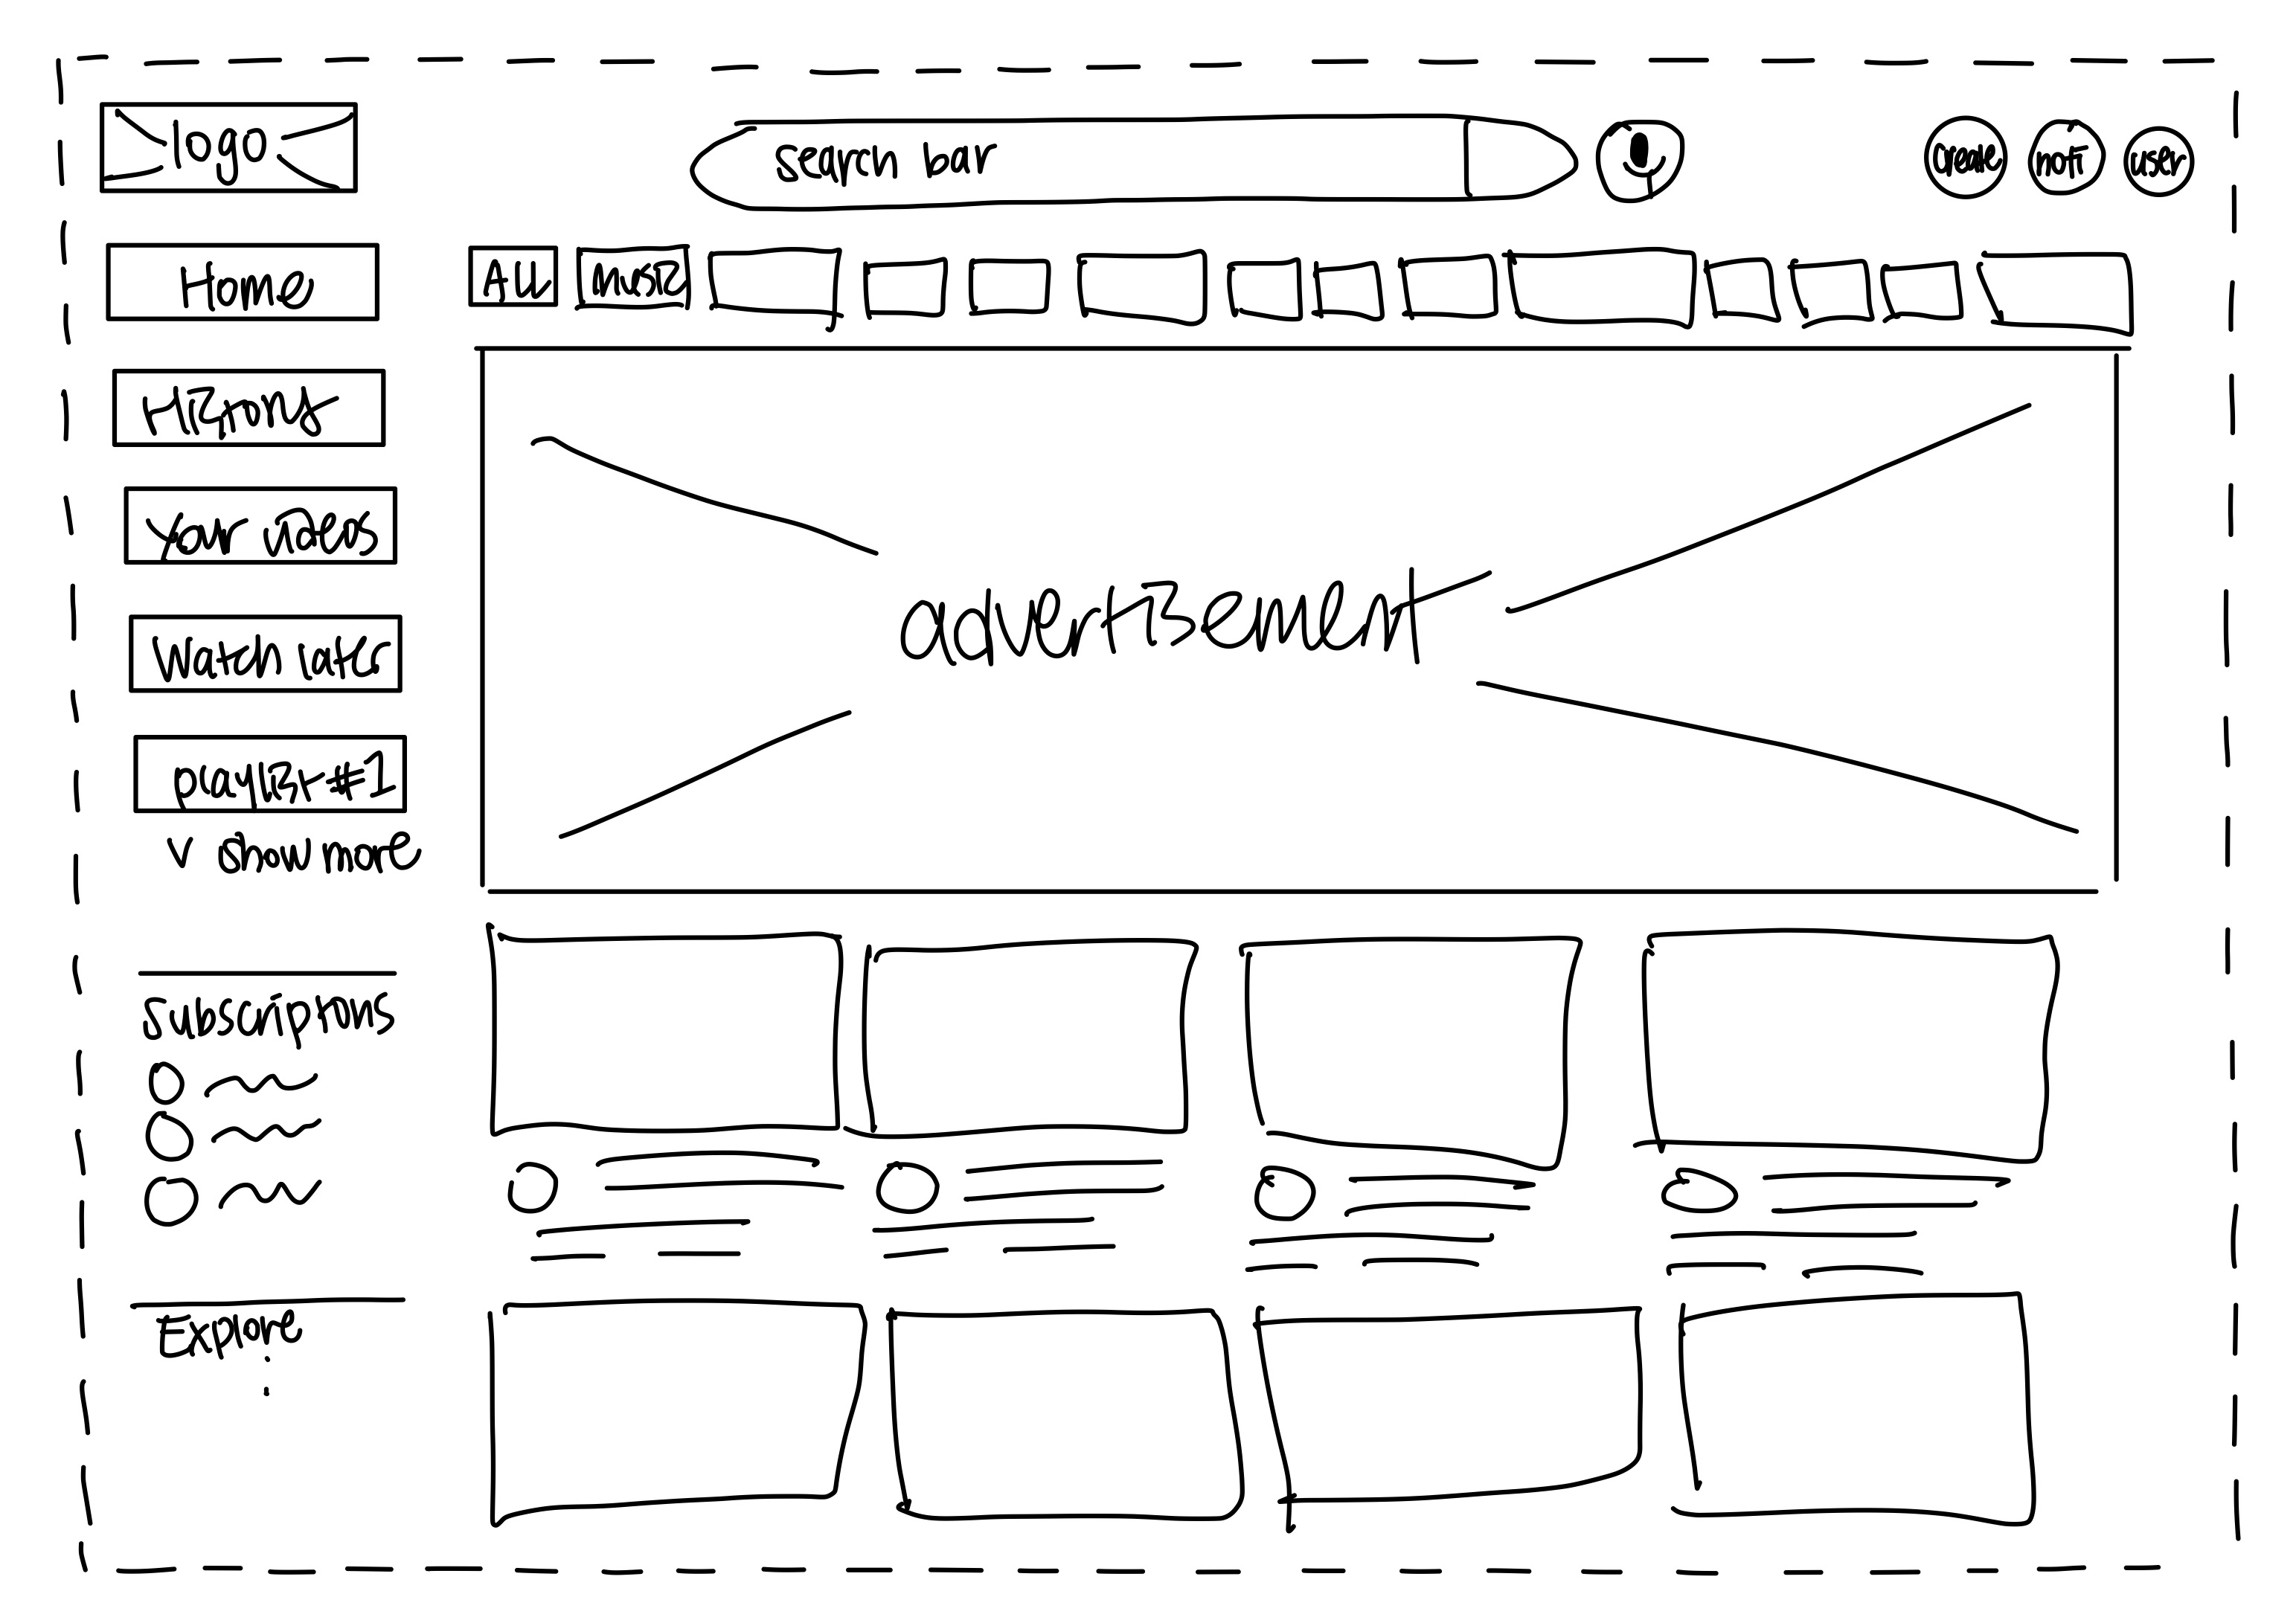 logo
search bar
create
noti
user
Home
All
music
History
Your videos
Watch later
playlist #1
v show more
advertisement
Subscriptions
Explore